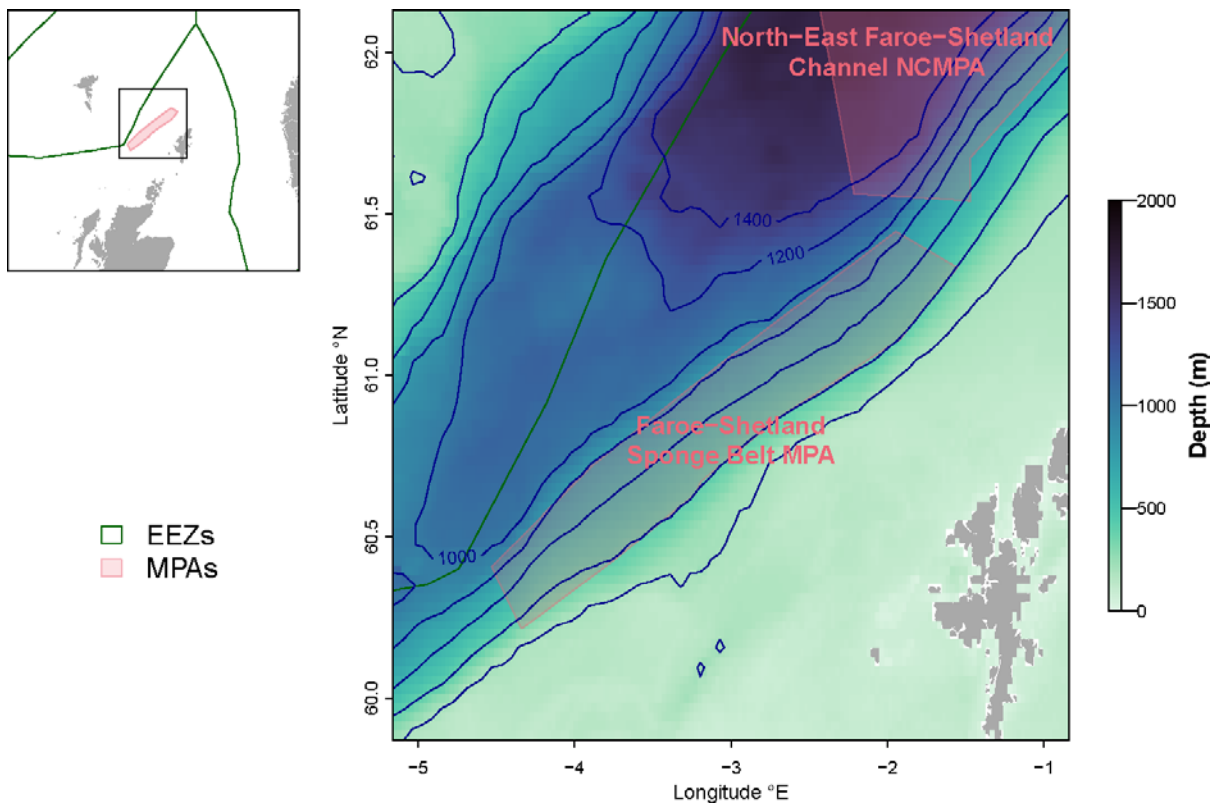 North−East Faroe−Shetland
Channel NCMPA
1400
1200
Faroe−Shetland
Sponge Belt MPA
1000
62.0
61.5
61.0
60.5
60.0
Latitude °N
−5
−4
−3
−2
−1
Longitude °E
2000
1500
1000
500
0
Depth (m)
EEZs
MPAs